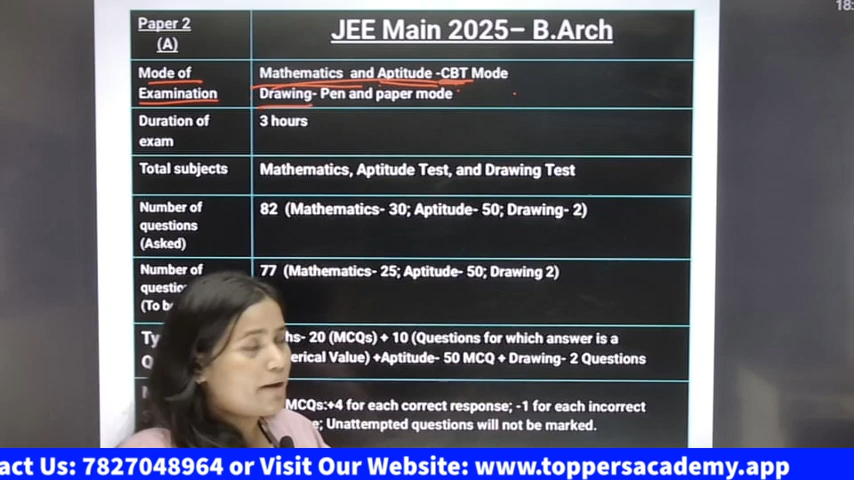 18:
Paper 2
(A)
JEE Main 2025– B.Arch
Mode of
Examination
Mathematics and Aptitude -CBT Mode
Drawing- Pen and paper mode
Duration of
exam
3 hours
Total subjects
Mathematics, Aptitude Test, and Drawing Test
Number of
questions
(Asked)
82 (Mathematics- 30; Aptitude- 50; Drawing- 2)
Number of
questio
(To b
77 (Mathematics- 25; Aptitude- 50; Drawing 2)
Ty
Q
hs- 20 (MCQs) + 10 (Questions for which answer is a
erical Value) +Aptitude- 50 MCQ + Drawing- 2 Questions
MCQs:+4 for each correct response; -1 for each incorrect
e; Unattempted questions will not be marked.
act Us: 7827048964 or Visit Our Website: www.toppersacademy.app